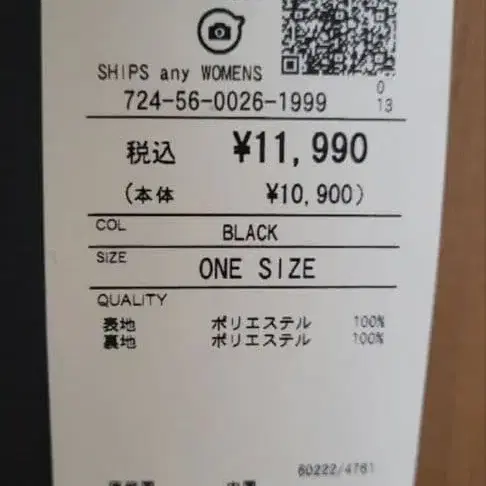 SHIPS any WOMENS
724-56-0026-1999
0
13
税込 ¥11,990
(本体 ¥10,900)
COL BLACK
SIZE ONE SIZE
QUALITY
表地 ポリエステル 100%
裏地 ポリエステル 100%
60222/4761